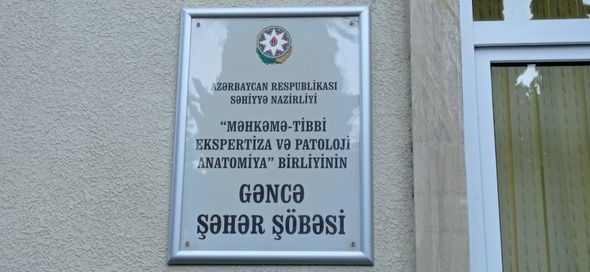 AZƏRBAYCAN RESPUBLİKASI
SƏHİYYƏ NAZİRLİYİ
“MƏHKƏMƏ-TİBBİ
EKSPERTİZA VƏ PATOLOJİ
ANATOMİYA” BİRLİYİNİN
GƏNCƏ
ŞƏHƏR ŞÖBƏSİ